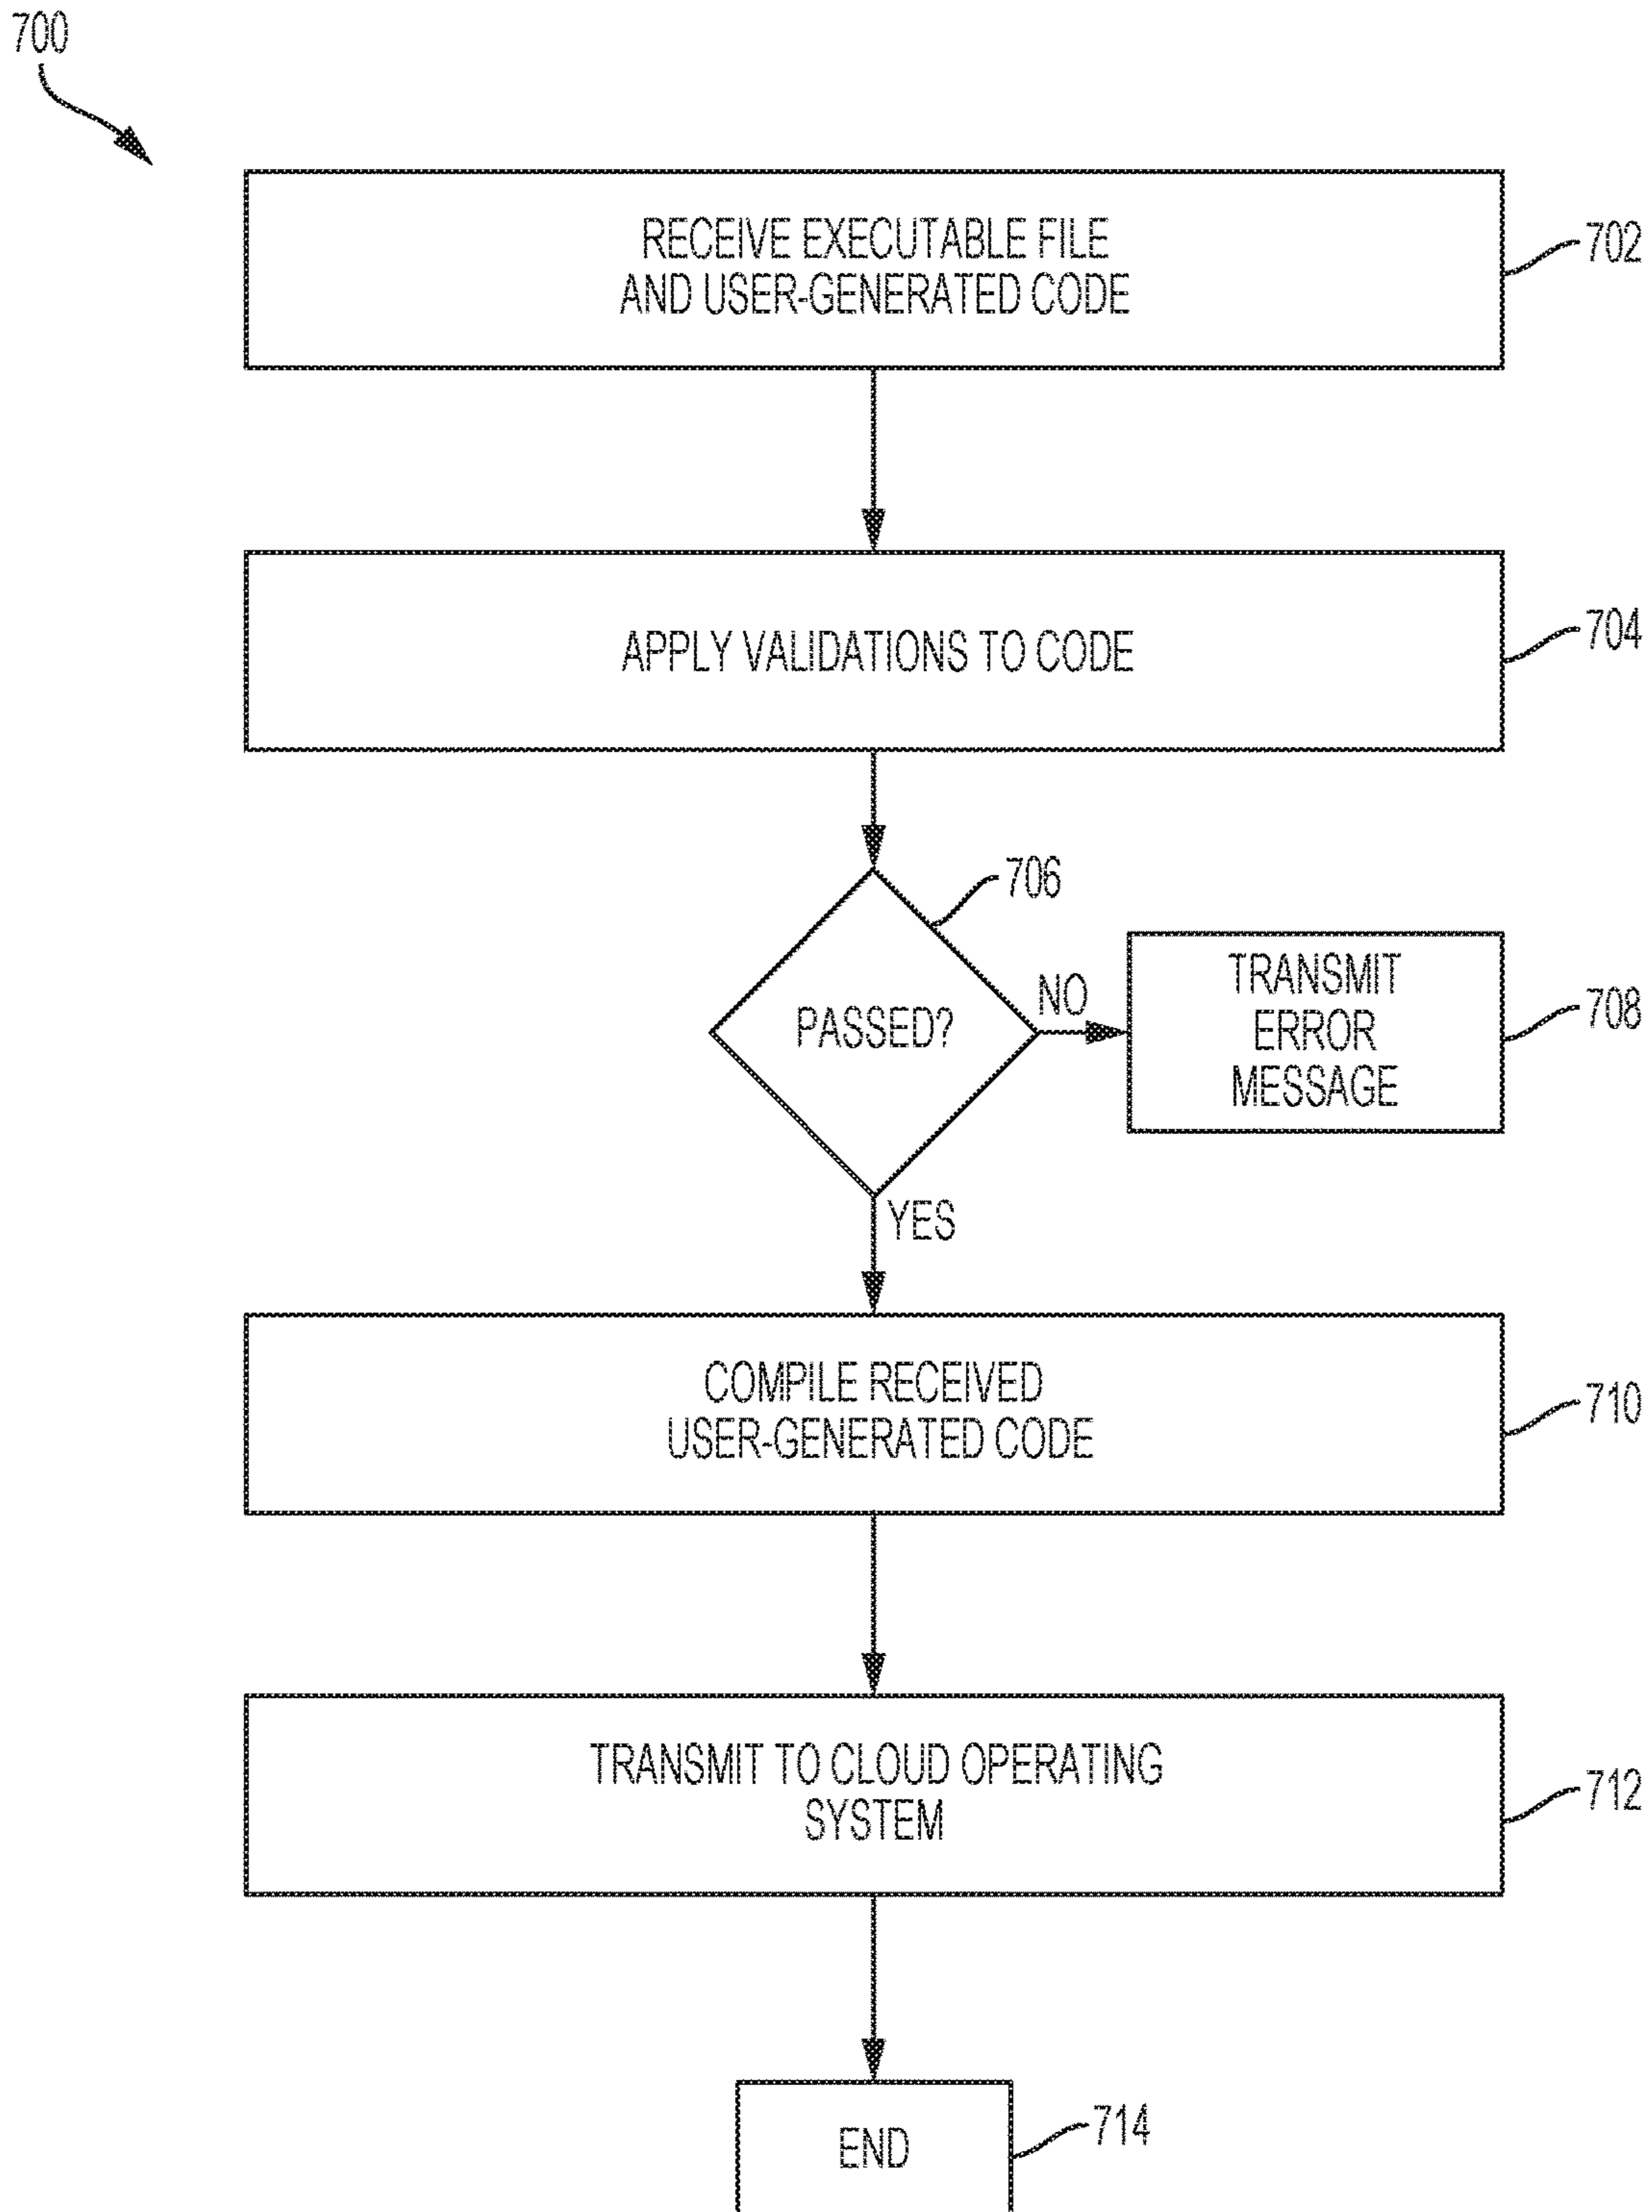 700
RECEIVE EXECUTABLE FILE
AND USER-GENERATED CODE
702
APPLY VALIDATIONS TO CODE
704
706
PASSED?
NO
TRANSMIT
ERROR
MESSAGE
708
YES
COMPILE RECEIVED
USER-GENERATED CODE
710
TRANSMIT TO CLOUD OPERATING
SYSTEM
712
END
714